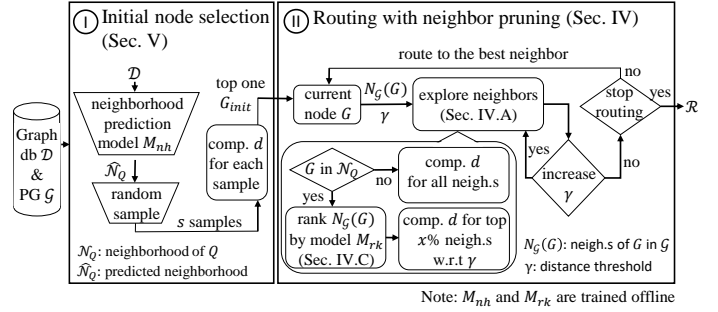 Graph
db 𝒟
&
PG 𝒢
I Initial node selection
(Sec. V)
𝒟
neighborhood
prediction
model M_nh
N̂_Q
random
sample
s samples
comp. d
for each
sample
top one
G_init
𝒩_Q: neighborhood of Q
𝒩̂_Q: predicted neighborhood
II Routing with neighbor pruning (Sec. IV)
route to the best neighbor
current
node G
N_𝒢(G)
γ
explore neighbors
(Sec. IV.A)
G in 𝒩_Q
no
yes
comp. d
for all neigh.s
rank N_𝒢(G)
by model M_rk
(Sec. IV.C)
comp. d for top
x% neigh.s
w.r.t γ
yes
increase
γ
no
stop
routing
no
yes
ℛ
N_𝒢(G): neigh.s of G in 𝒢
γ: distance threshold
Note: M_nh and M_rk are trained offline